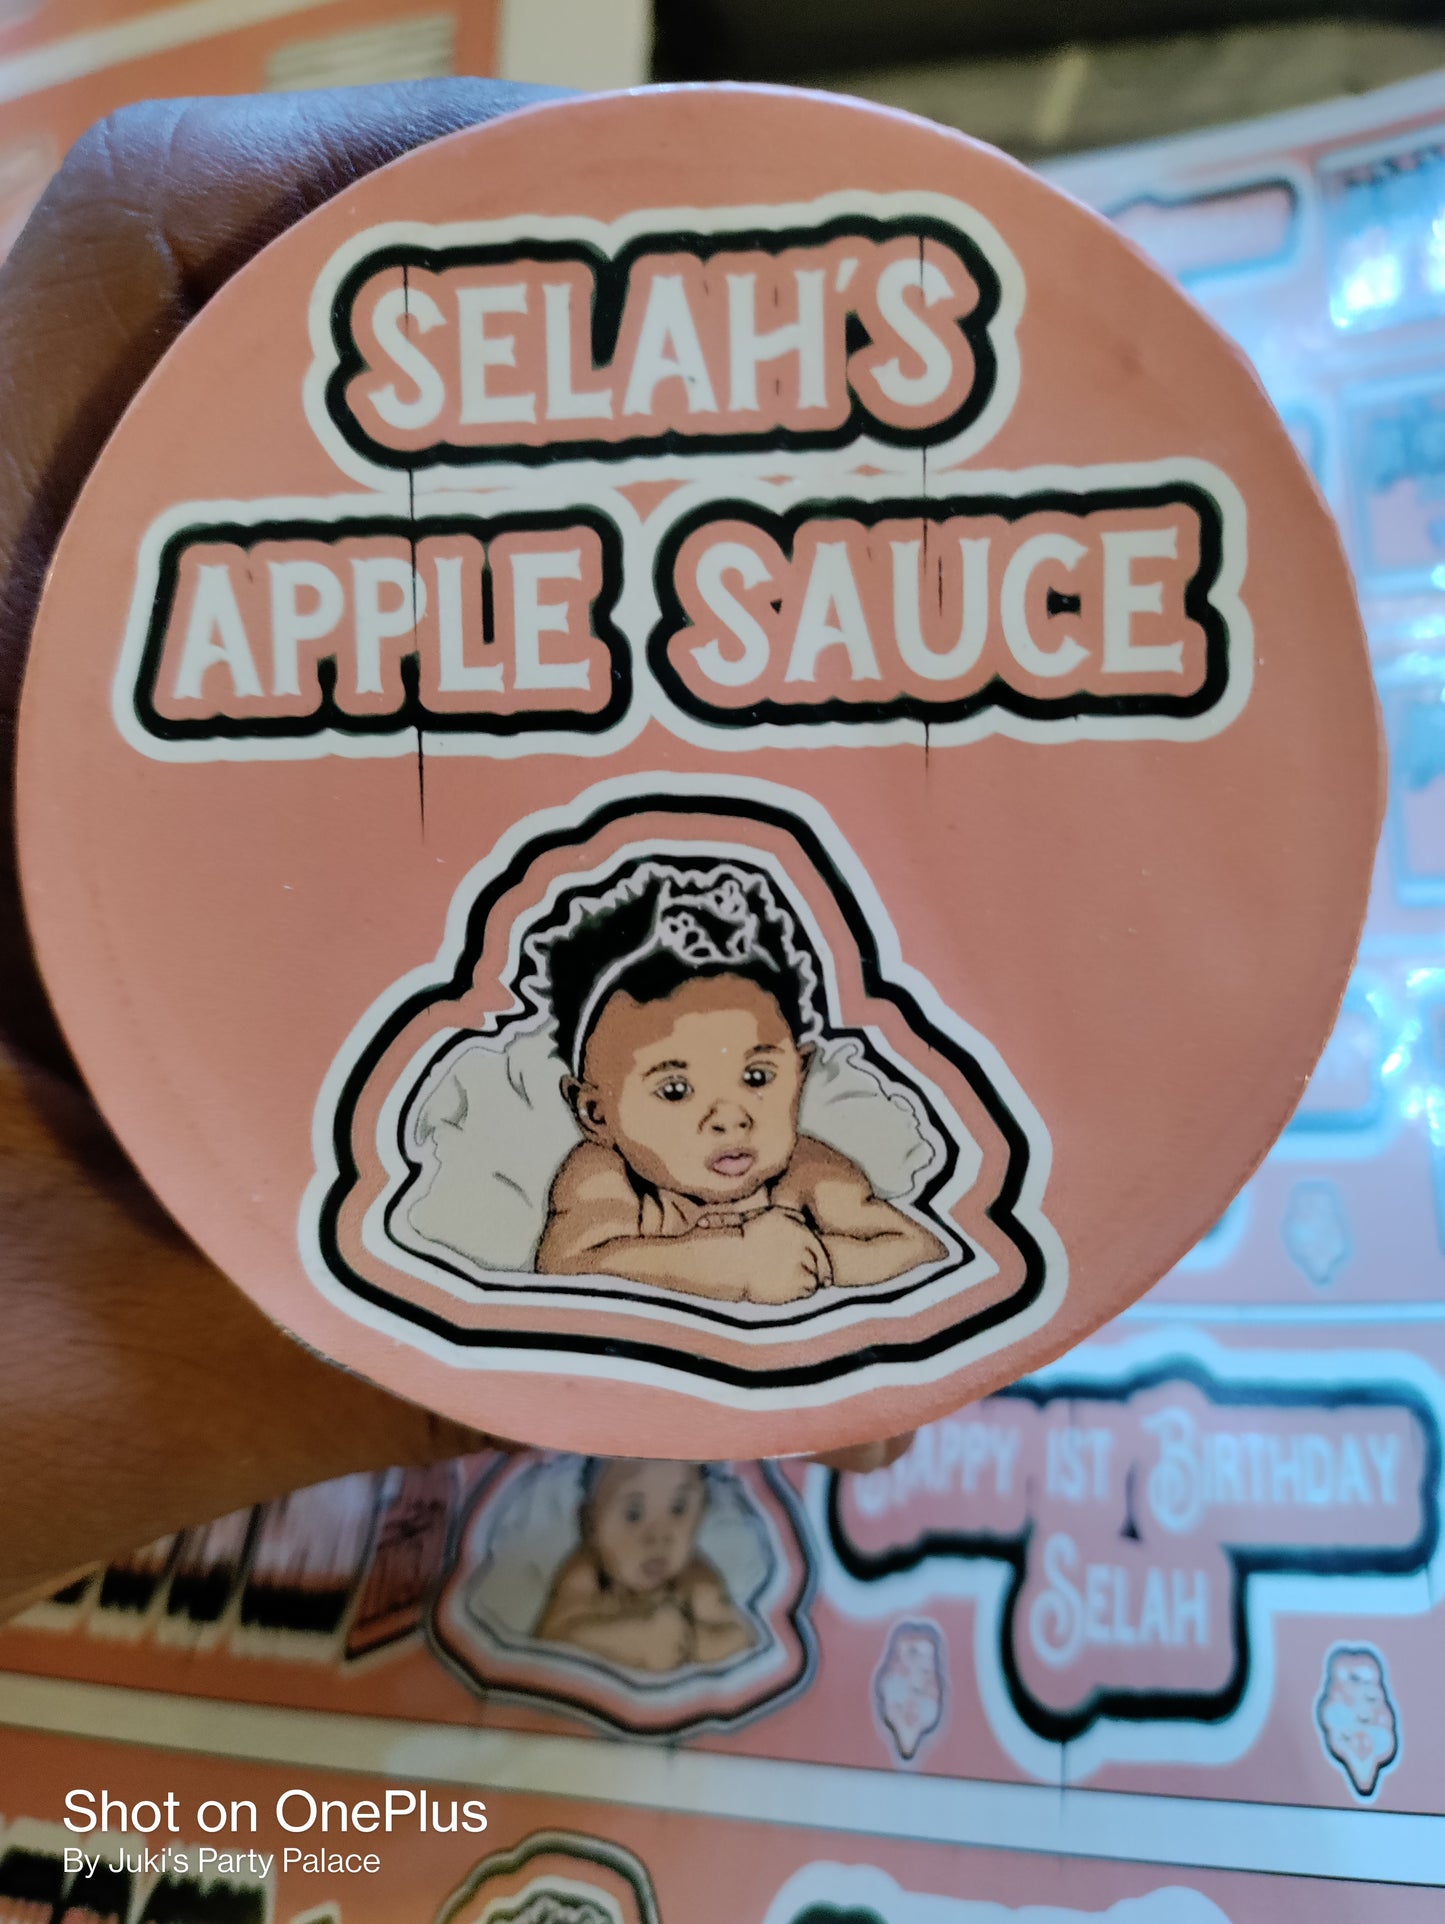 SELAH'S
APPLE SAUCE
HAPPY 1ST BIRTHDAY
SELAH
Shot on OnePlus
By Juki's Party Palace